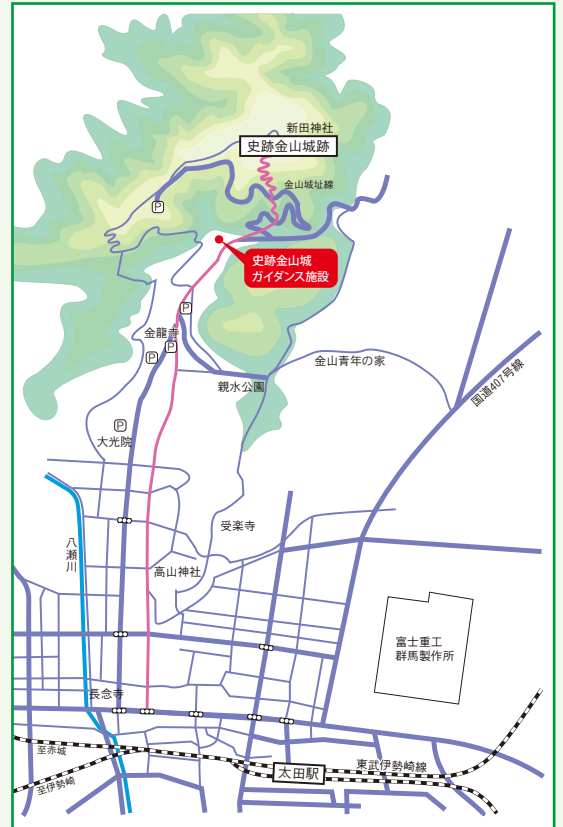 新田神社
史跡金山城跡
金山城址線
P
史跡金山城
ガイダンス施設
P
金龍寺
P
P
金山青年の家
親水公園
国道407号線
P
大光院
受楽寺
八瀬川
高山神社
富士重工
群馬製作所
長念寺
至赤城
東武伊勢崎線
太田駅
至伊勢崎